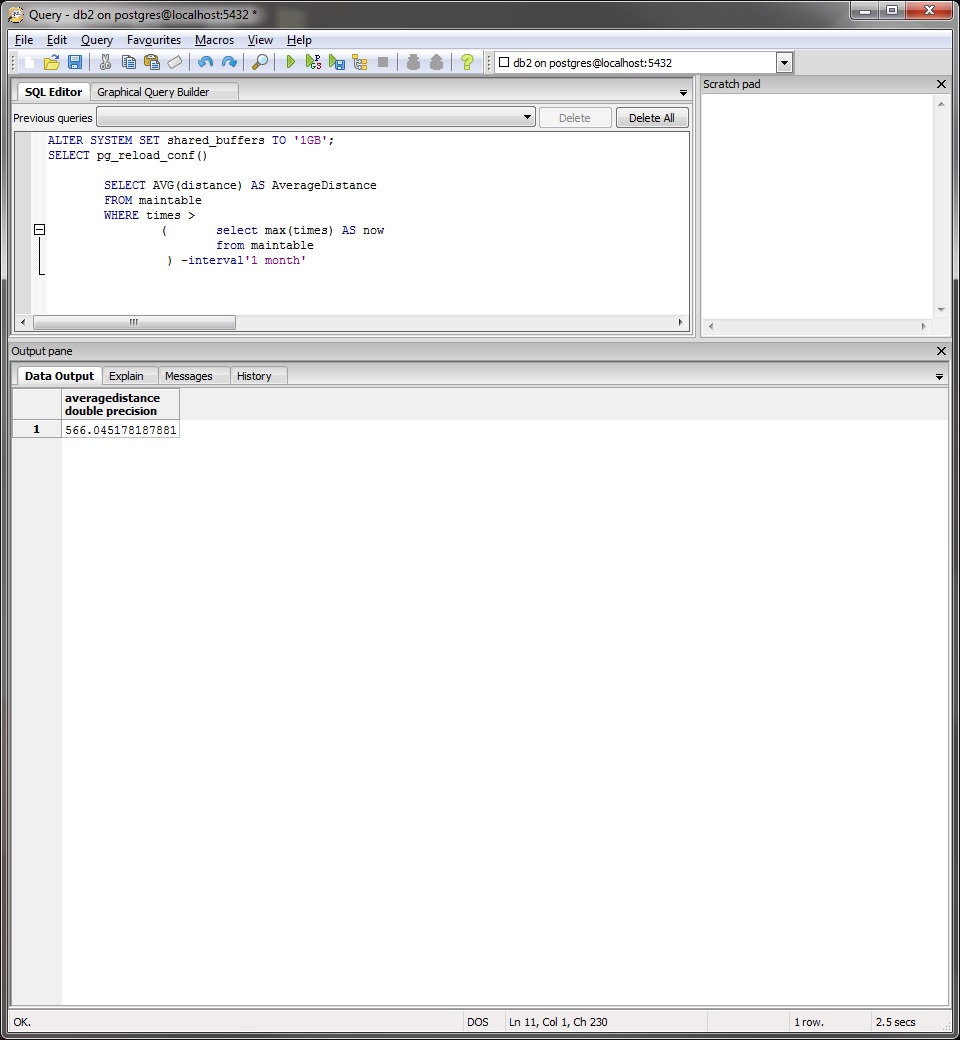 Query - db2 on postgres@localhost:5432 *
File Edit Query Favourites Macros View Help
db2 on postgres@localhost:5432
SQL Editor Graphical Query Builder
Previous queries Delete Delete All
ALTER SYSTEM SET shared_buffers TO '1GB';
SELECT pg_reload_conf()
SELECT AVG(distance) AS AverageDistance
FROM maintable
WHERE times >
( select max(times) AS now
from maintable
) -interval'1 month'
Scratch pad
Output pane
Data Output Explain Messages History
averagedistance
double precision
1 566.045178187881
OK. DOS Ln 11, Col 1, Ch 230 1 row. 2.5 secs